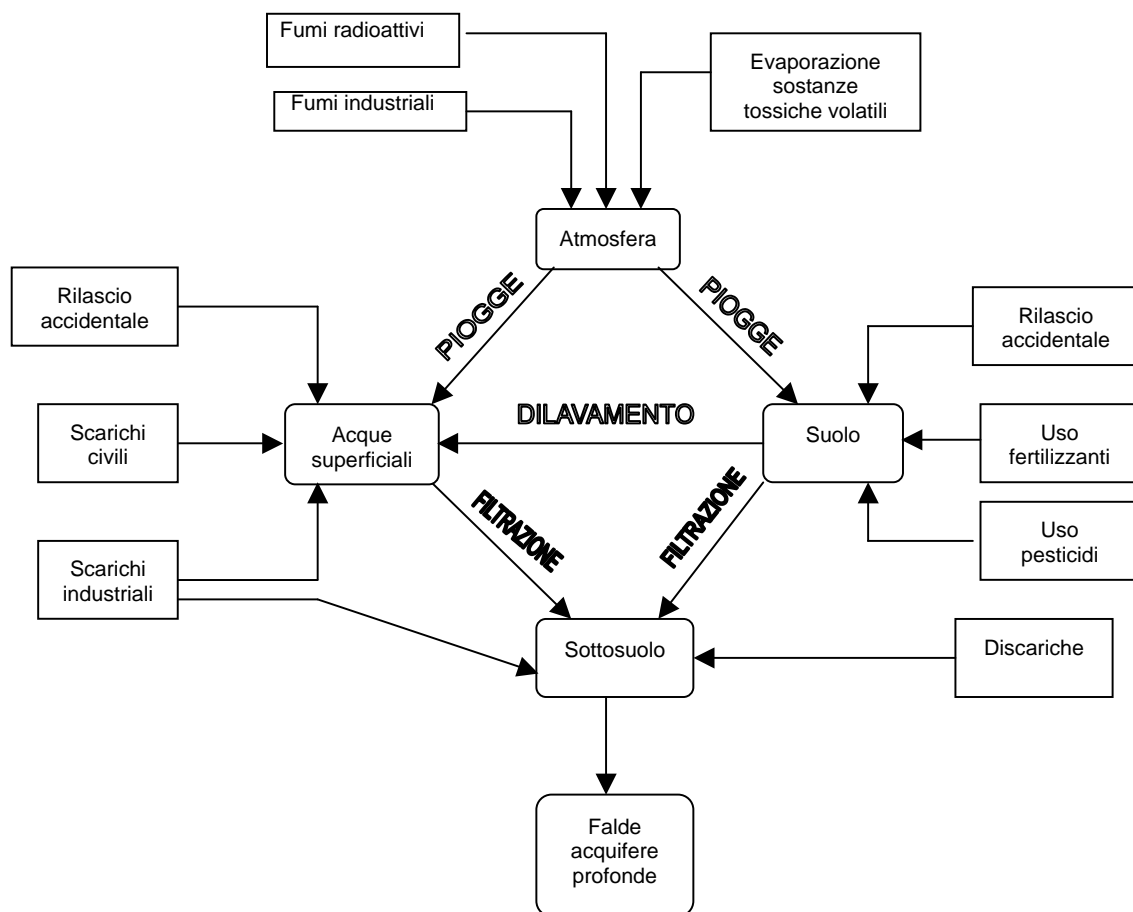 Fumi radioattivi
Fumi industriali
Evaporazione
sostanze
tossiche volatili
Atmosfera
PIOGGE
PIOGGE
Rilascio
accidentale
Rilascio
accidentale
DILAVAMENTO
Scarichi
civili
Acque
superficiali
Suolo
Uso
fertilizzanti
FILTRAZIONE
FILTRAZIONE
Uso
pesticidi
Scarichi
industriali
Sottosuolo
Discariche
Falde
acquifere
profonde